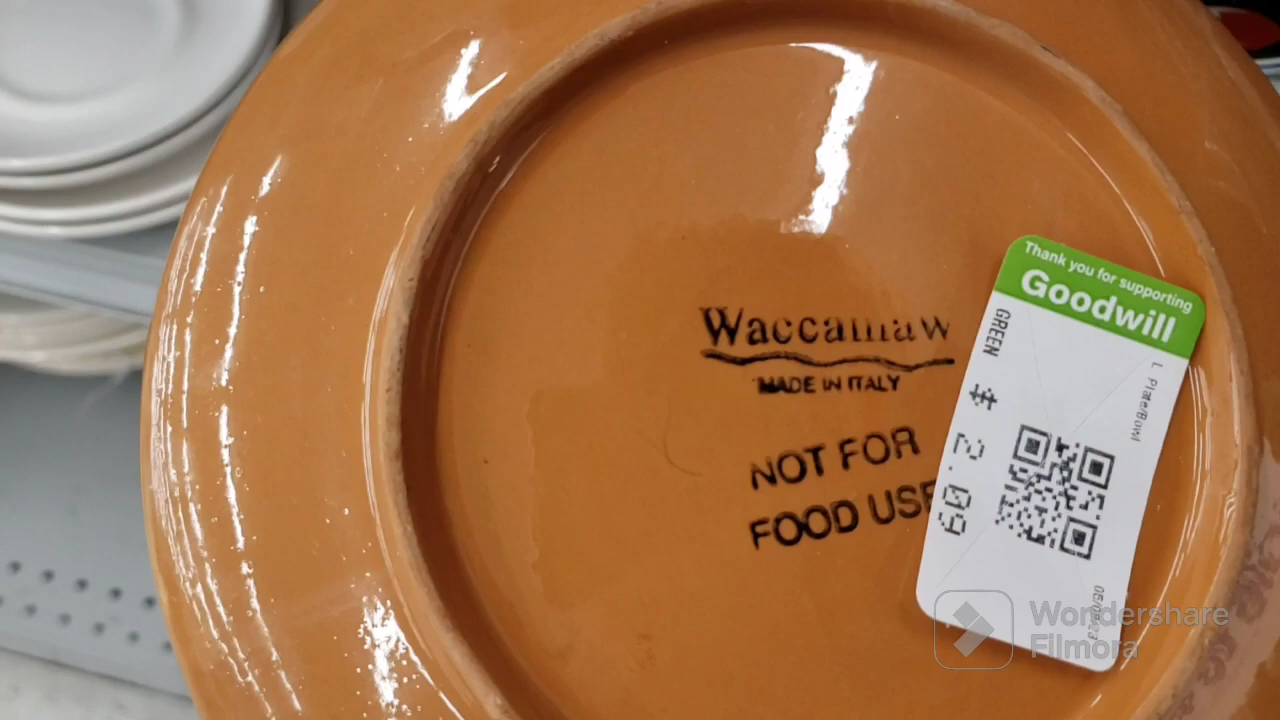 Waccamaw
MADE IN ITALY
NOT FOR
FOOD USE
Thank you for supporting
Goodwill
GREEN
$ 2.09
L Plate/Bowl
Wondershare
Filmora